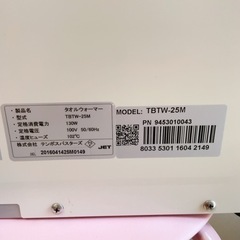 製品名 タオルウォーマー
型式 TBTW-25M
定格消費電力 130W
定格電圧 100V 50/60Hz
温度ヒューズ 102℃
株式会社 テンポスバスターズ JET
2016041425M0149
MODEL: TBTW-25M
PN 9453010043
8033 5301 1604 2149